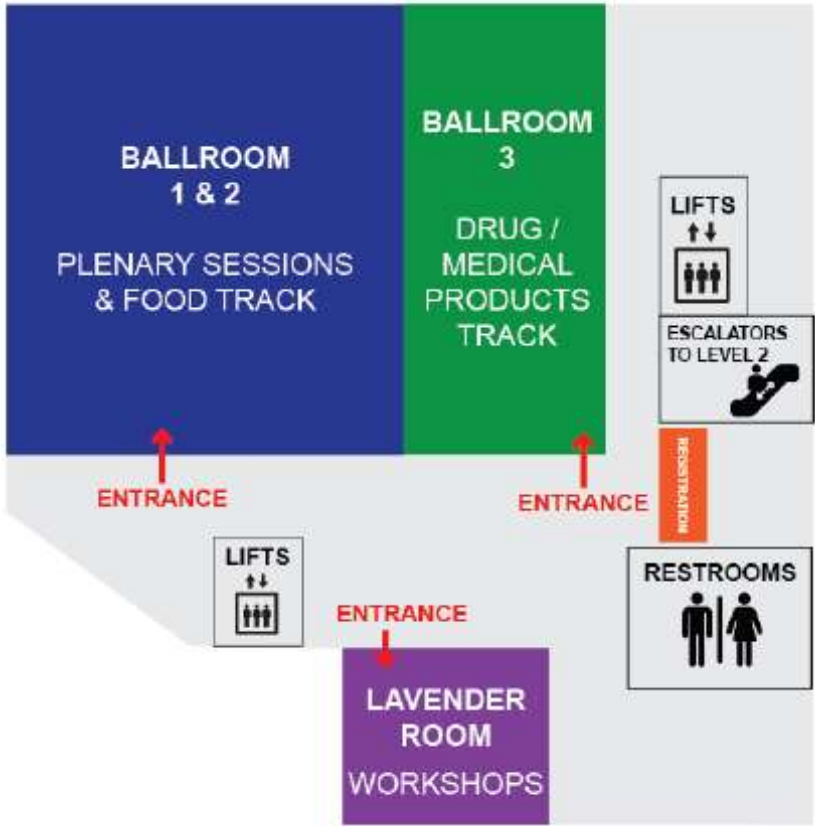 BALLROOM
1 & 2
PLENARY SESSIONS
& FOOD TRACK
BALLROOM
3
DRUG /
MEDICAL
PRODUCTS
TRACK
LIFTS
ESCALATORS
TO LEVEL 2
REGISTRATION
ENTRANCE
ENTRANCE
LIFTS
RESTROOMS
ENTRANCE
LAVENDER
ROOM
WORKSHOPS